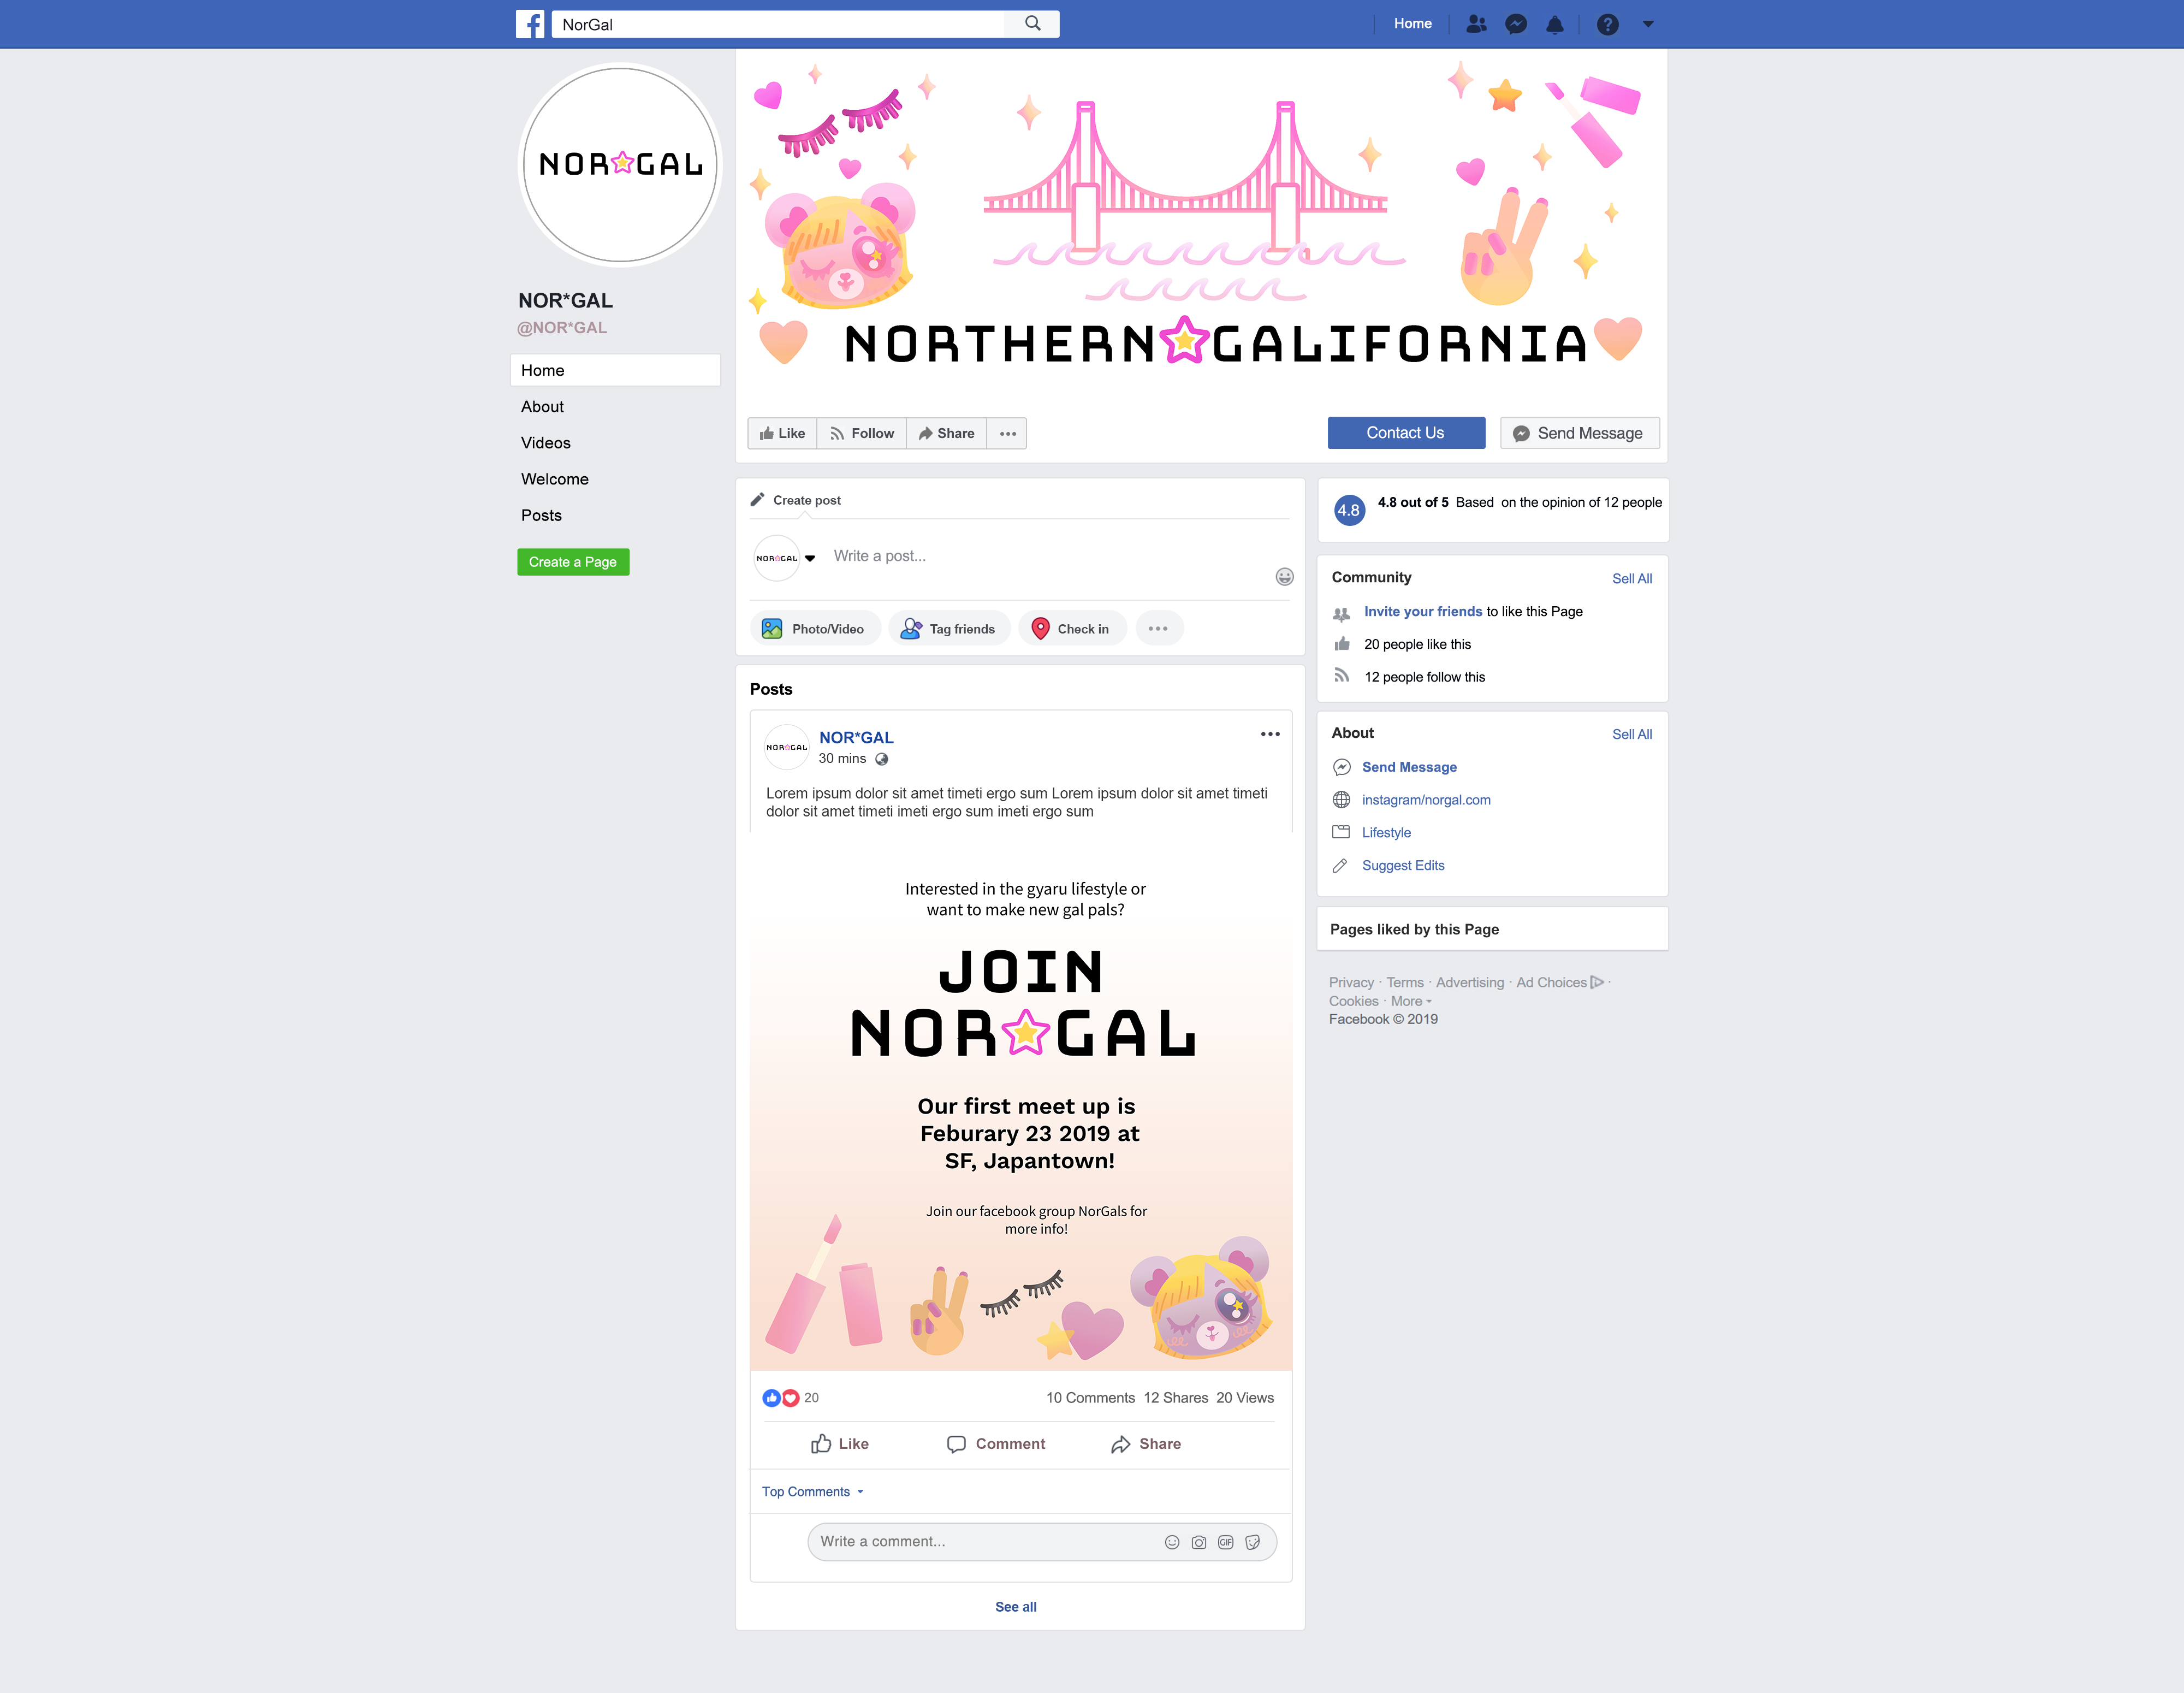 NorGal
Home
NOR GAL
NOR*GAL
@NOR*GAL
Home
About
Videos
Welcome
Posts
Create a Page
NORTHERN GALIFORNIA
Like Follow Share
Contact Us Send Message
Create post
NOR GAL
Write a post...
Photo/Video Tag friends Check in
Posts
NOR GAL
NOR*GAL
30 mins
Lorem ipsum dolor sit amet timeti ergo sum Lorem ipsum dolor sit amet timeti
dolor sit amet timeti imeti ergo sum imeti ergo sum
Interested in the gyaru lifestyle or
want to make new gal pals?
JOIN
NOR GAL
Our first meet up is
Feburary 23 2019 at
SF, Japantown!
Join our facebook group NorGals for
more info!
20
10 Comments 12 Shares 20 Views
Like Comment Share
Top Comments
Write a comment...
GIF
See all
4.8
4.8 out of 5 Based on the opinion of 12 people
Community Sell All
Invite your friends to like this Page
20 people like this
12 people follow this
About Sell All
Send Message
instagram/norgal.com
Lifestyle
Suggest Edits
Pages liked by this Page
Privacy · Terms · Advertising · Ad Choices ·
Cookies · More
Facebook © 2019